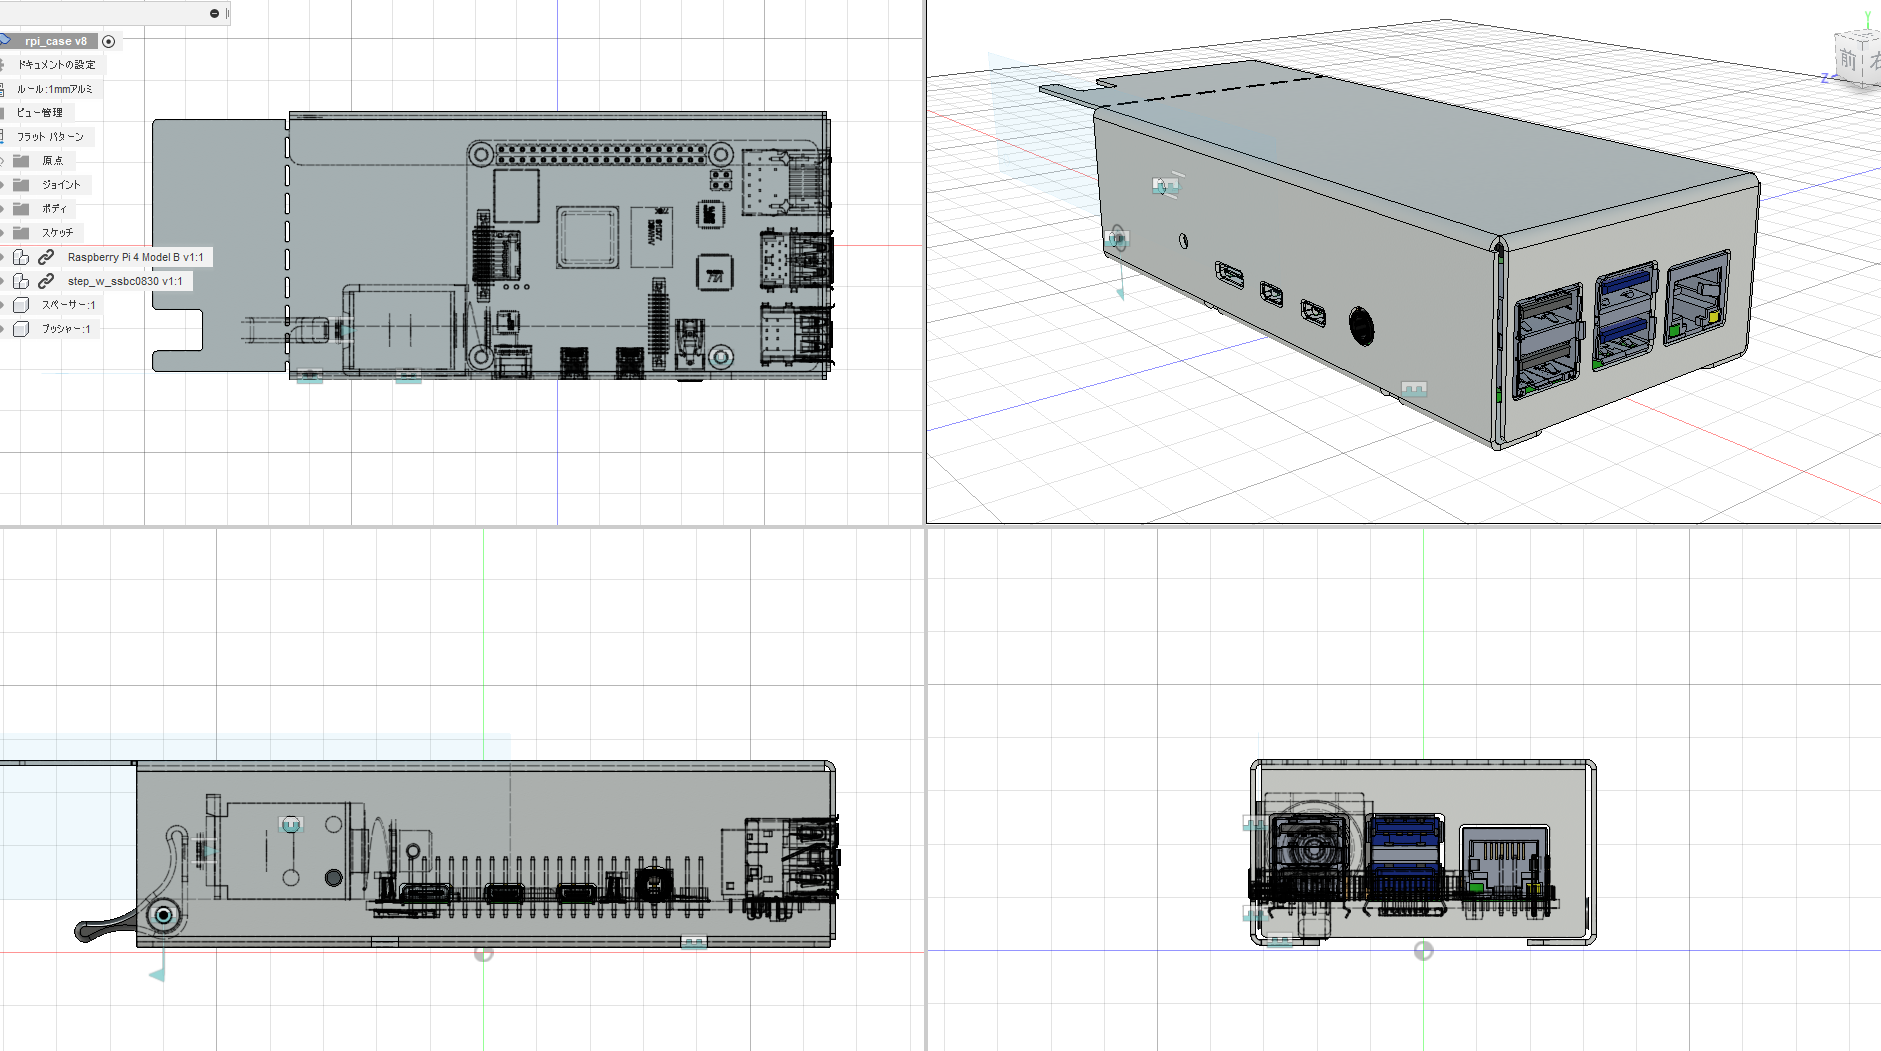 rpi_case v8
ドキュメントの設定
ルール:1mmアルミ
ビュー管理
フラット パターン
原点
ジョイント
ボディ
スケッチ
Raspberry Pi 4 Model B v1:1
step_w_ssbc0830 v1:1
スペーサー:1
プッシャー:1
Y
Z
前
右